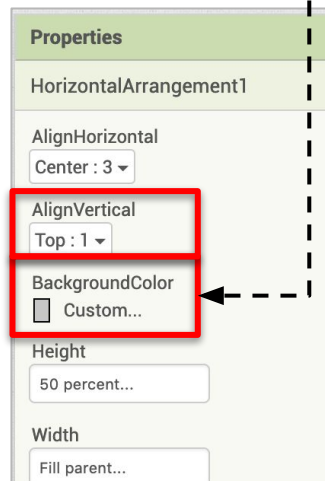 Properties
HorizontalArrangement1
AlignHorizontal
Center : 3
AlignVertical
Top : 1
BackgroundColor
Custom...
Height
50 percent...
Width
Fill parent...